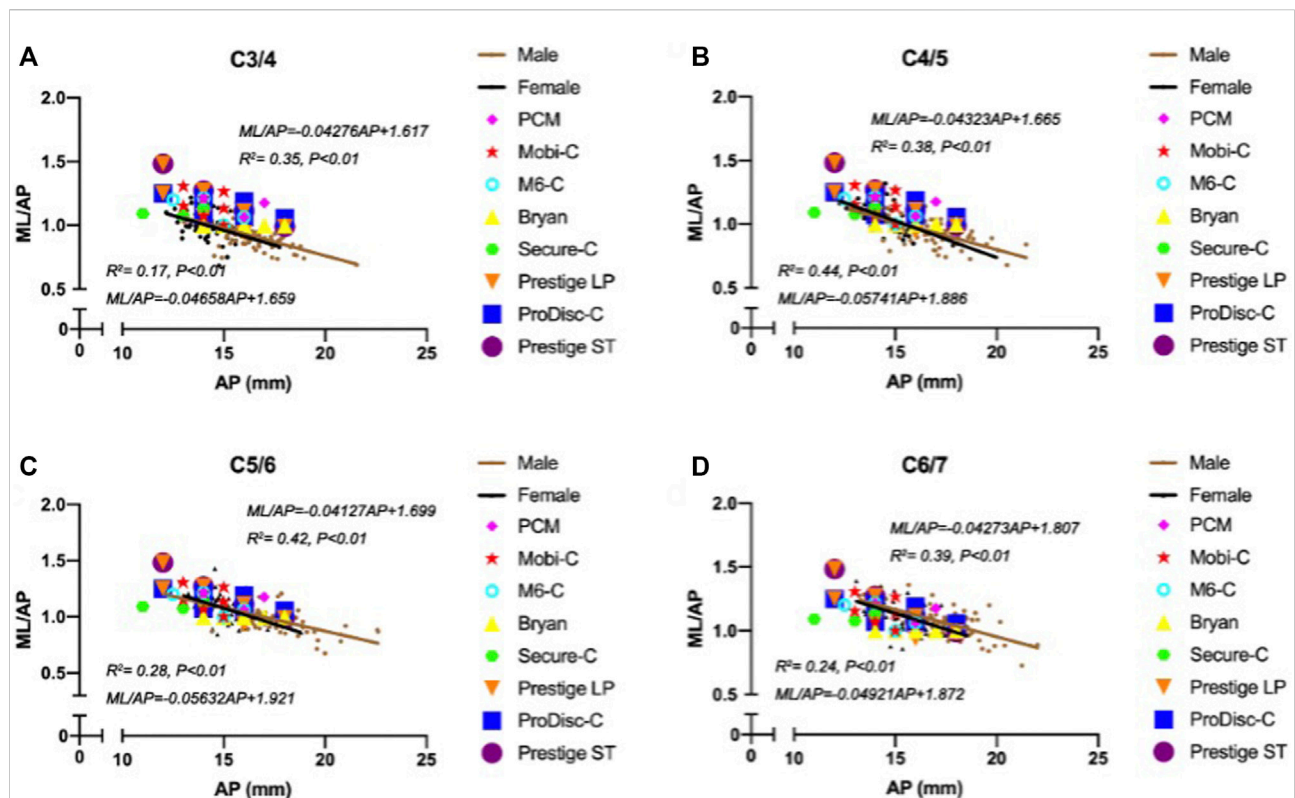 A
C3/4
2.0
1.5
1.0
0.5
0
ML/AP
ML/AP=-0.04276AP+1.617
R²= 0.35, P<0.01
R²= 0.17, P<0.01
ML/AP=-0.04658AP+1.659
0
10
15
20
25
AP (mm)
Male
Female
PCM
Mobi-C
M6-C
Bryan
Secure-C
Prestige LP
ProDisc-C
Prestige ST
B
C4/5
2.0
1.5
1.0
0.5
0
ML/AP
ML/AP=-0.04323AP+1.665
R²= 0.38, P<0.01
R²= 0.44, P<0.01
ML/AP=-0.05741AP+1.886
0
10
15
20
25
AP (mm)
Male
Female
PCM
Mobi-C
M6-C
Bryan
Secure-C
Prestige LP
ProDisc-C
Prestige ST
C
C5/6
2.0
1.5
1.0
0.5
0
ML/AP
ML/AP=-0.04127AP+1.699
R²= 0.42, P<0.01
R²= 0.28, P<0.01
ML/AP=-0.05632AP+1.921
0
10
15
20
25
AP (mm)
Male
Female
PCM
Mobi-C
M6-C
Bryan
Secure-C
Prestige LP
ProDisc-C
Prestige ST
D
C6/7
2.0
1.5
1.0
0.5
0
ML/AP
ML/AP=-0.04273AP+1.807
R²= 0.39, P<0.01
R²= 0.24, P<0.01
ML/AP=-0.04921AP+1.872
0
10
15
20
25
AP (mm)
Male
Female
PCM
Mobi-C
M6-C
Bryan
Secure-C
Prestige LP
ProDisc-C
Prestige ST